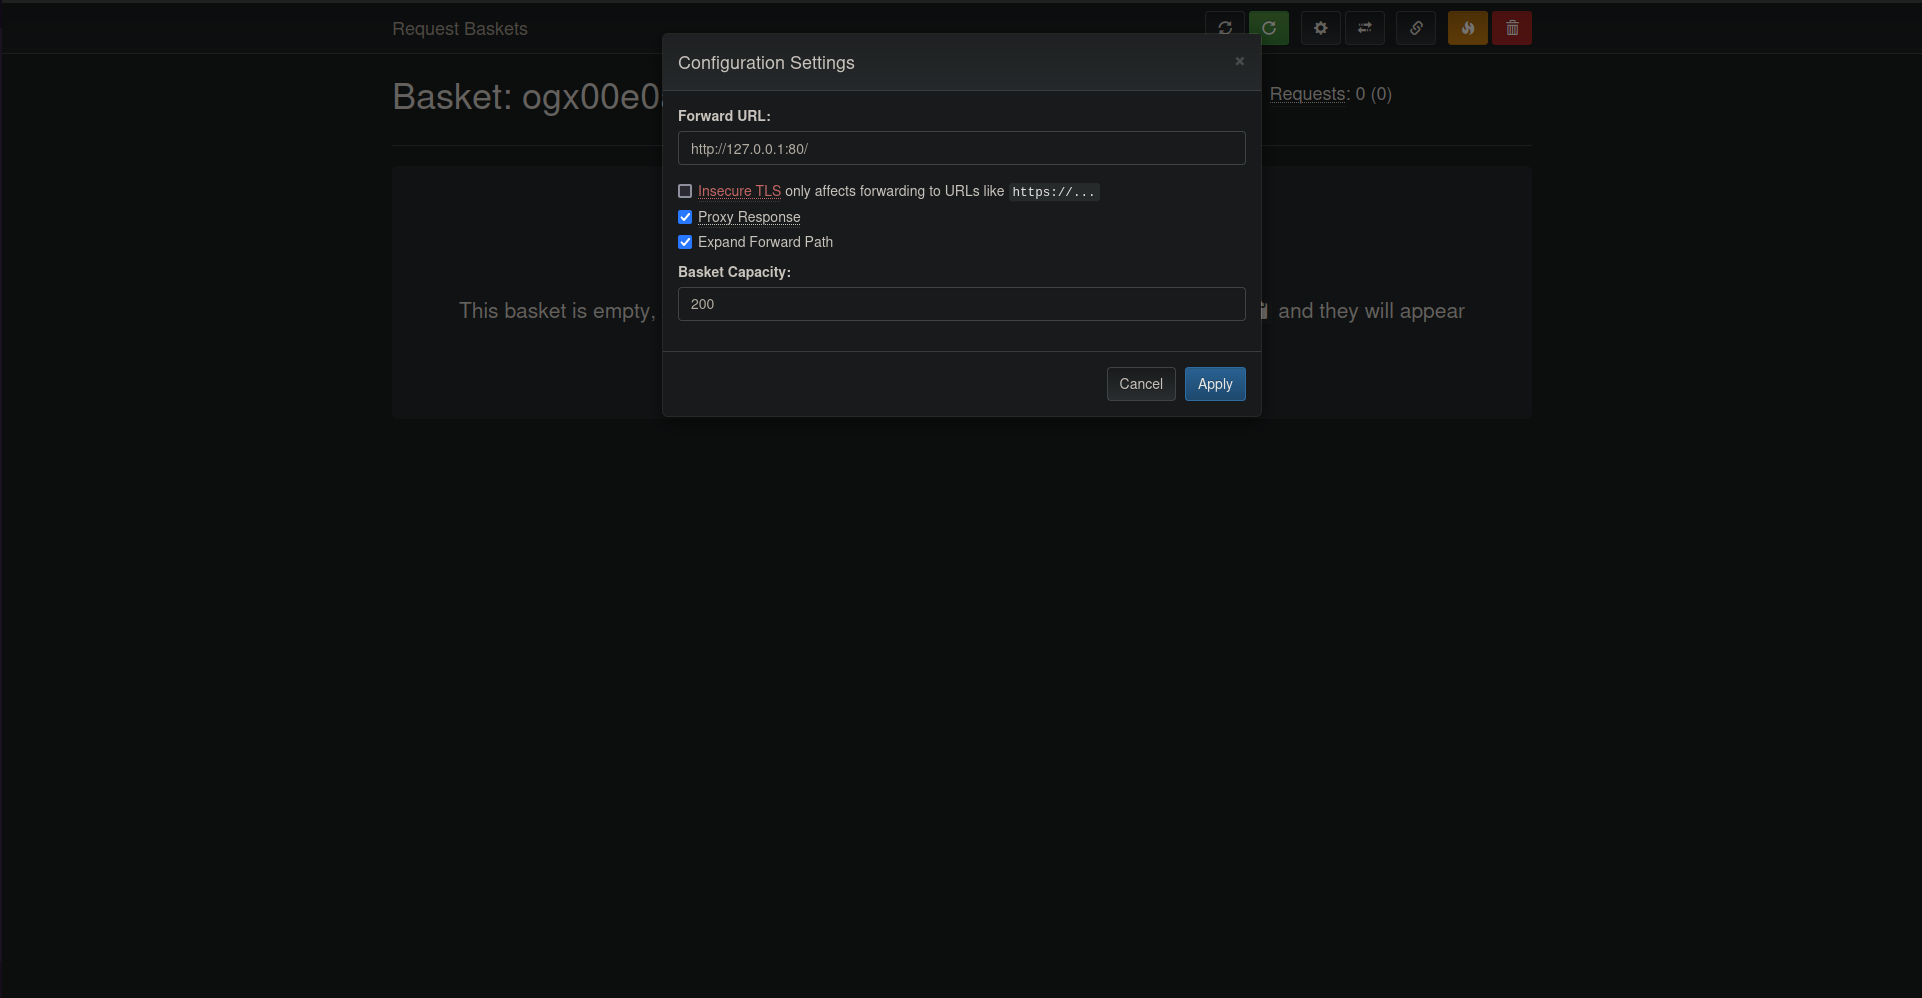 Request Baskets
Configuration Settings
×
Basket: ogx00e0
Requests: 0 (0)
Forward URL:
http://127.0.0.1:80/
Insecure TLS only affects forwarding to URLs like https://...
Proxy Response
Expand Forward Path
Basket Capacity:
200
This basket is empty,
and they will appear
Cancel
Apply